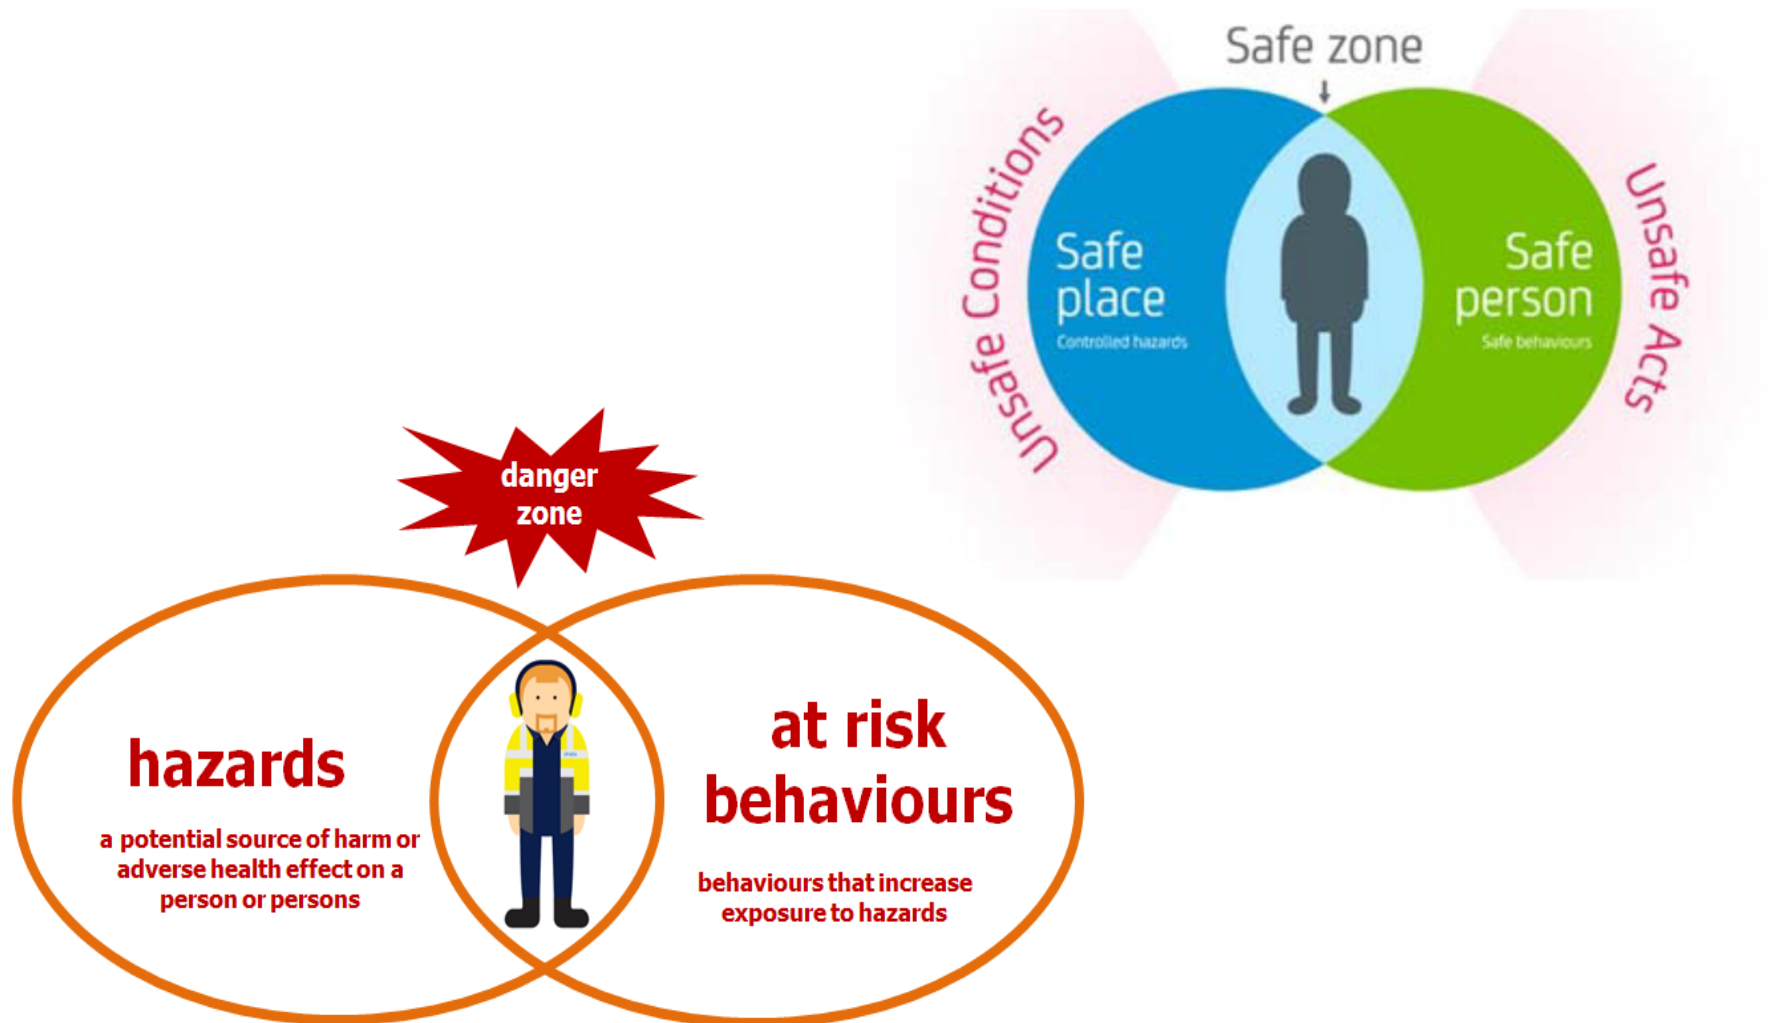 Safe zone
Unsafe Conditions
Safe
place
Controlled hazards
Safe
person
Safe behaviours
Unsafe Acts
danger
zone
hazards
a potential source of harm or
adverse health effect on a
person or persons
at risk
behaviours
behaviours that increase
exposure to hazards